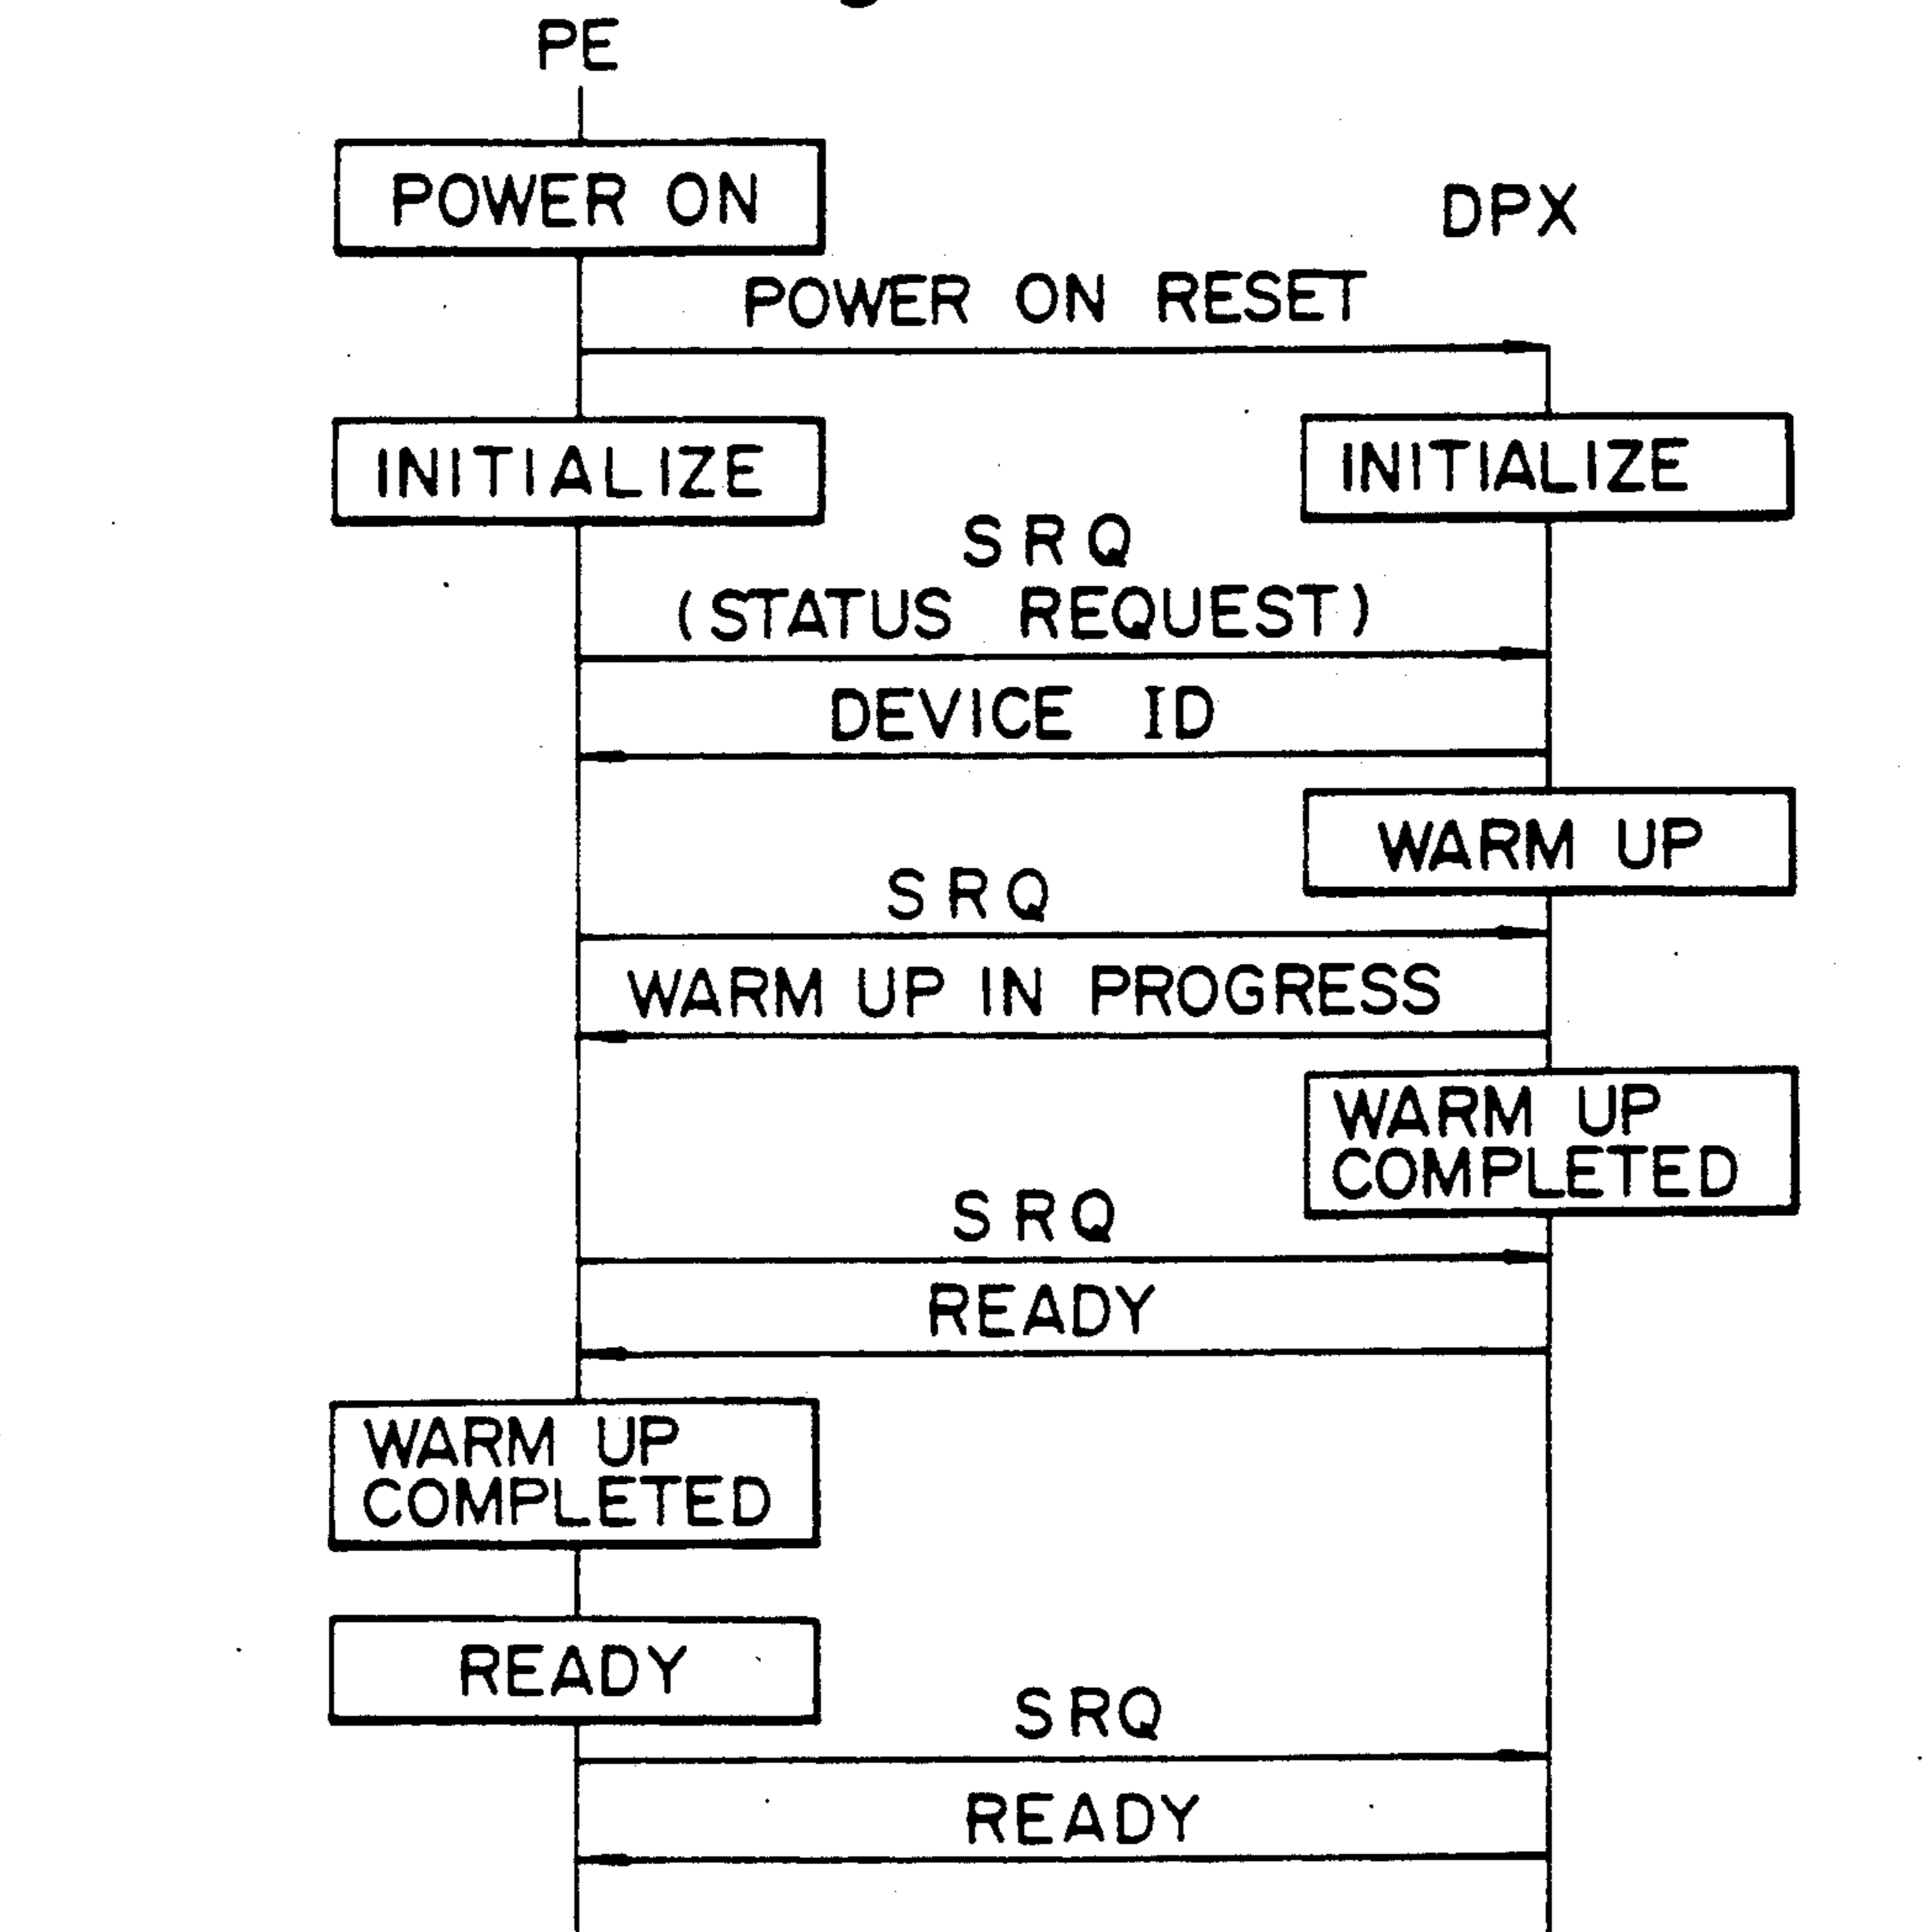 PE
POWER ON
DPX
POWER ON RESET
INITIALIZE
INITIALIZE
SRQ
(STATUS REQUEST)
DEVICE ID
WARM UP
SRQ
WARM UP IN PROGRESS
WARM UP
COMPLETED
SRQ
READY
WARM UP
COMPLETED
READY
SRQ
READY